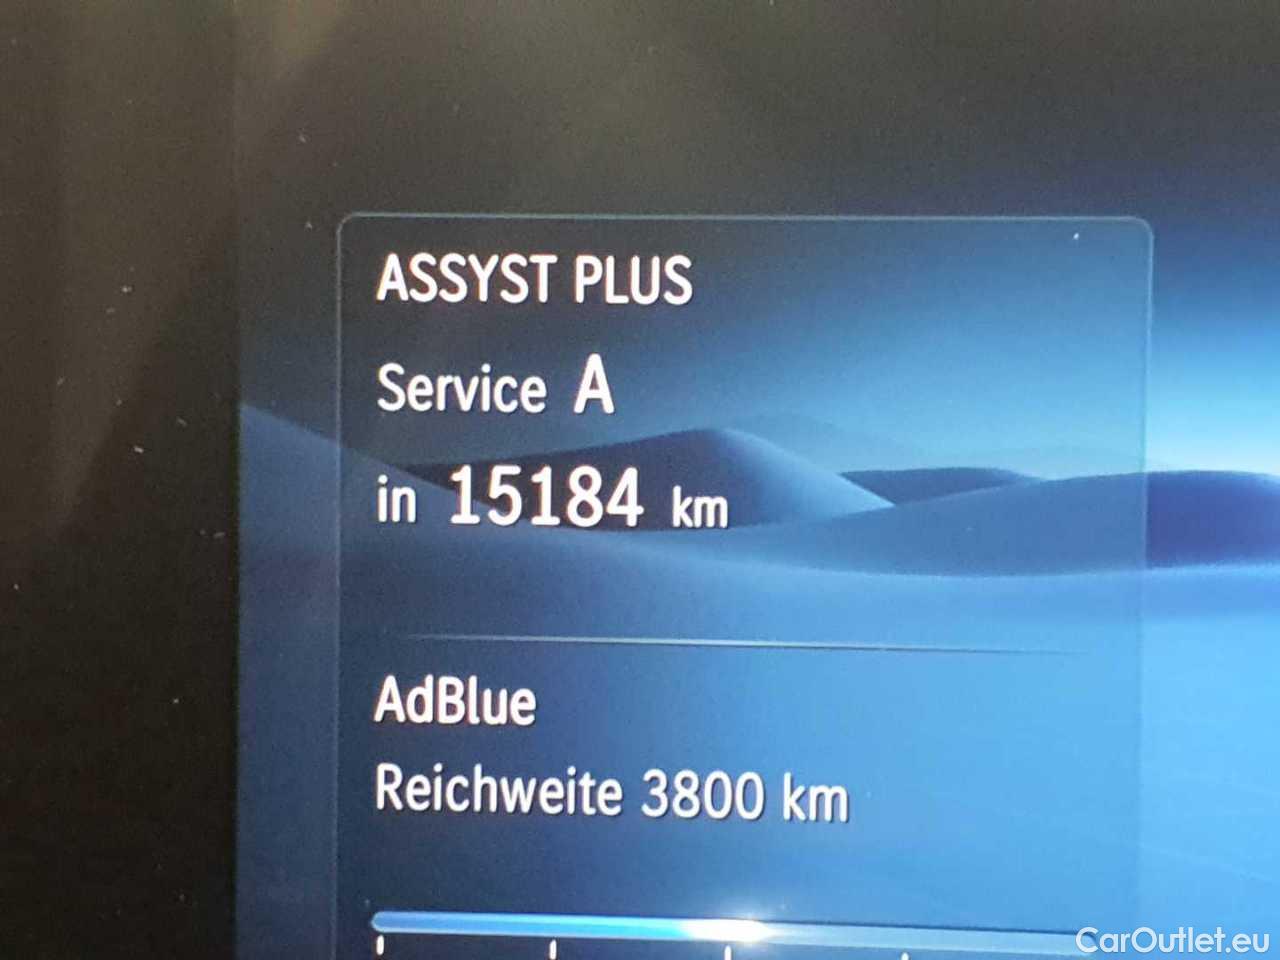 ASSYST PLUS
Service A
in 15184 km
AdBlue
Reichweite 3800 km
CarOutlet.eu